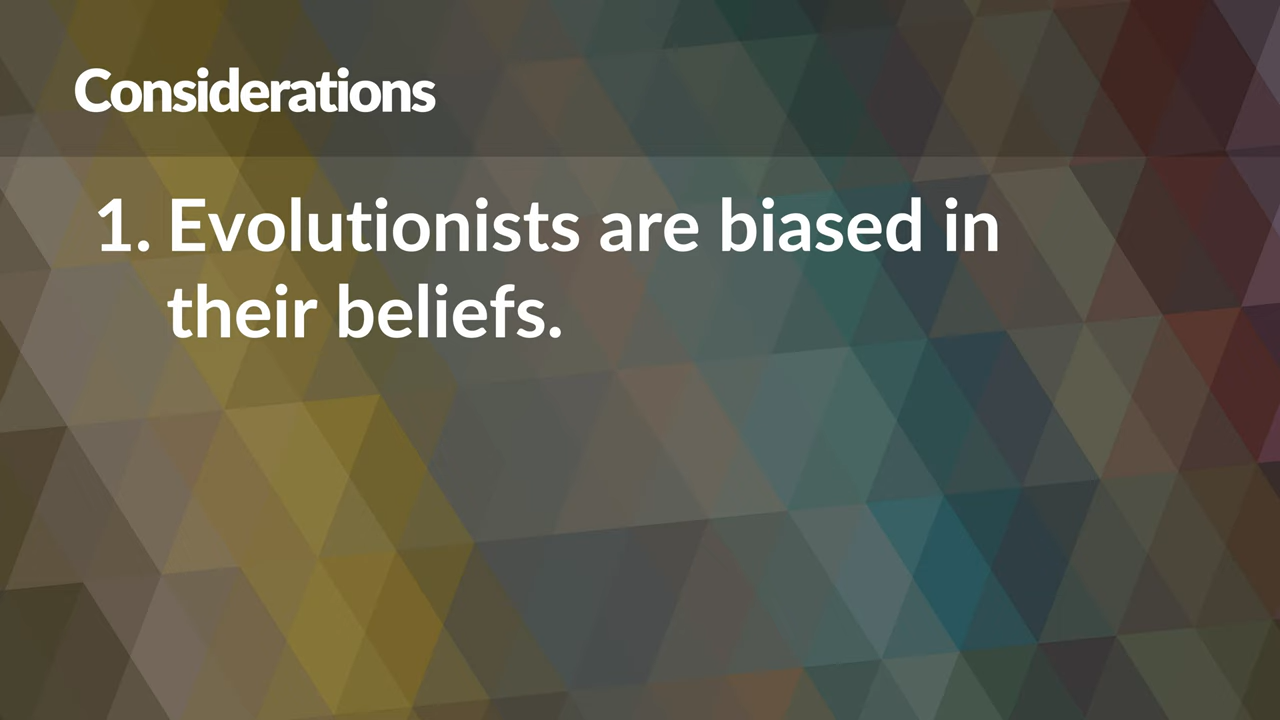 Considerations
1. Evolutionists are biased in
their beliefs.